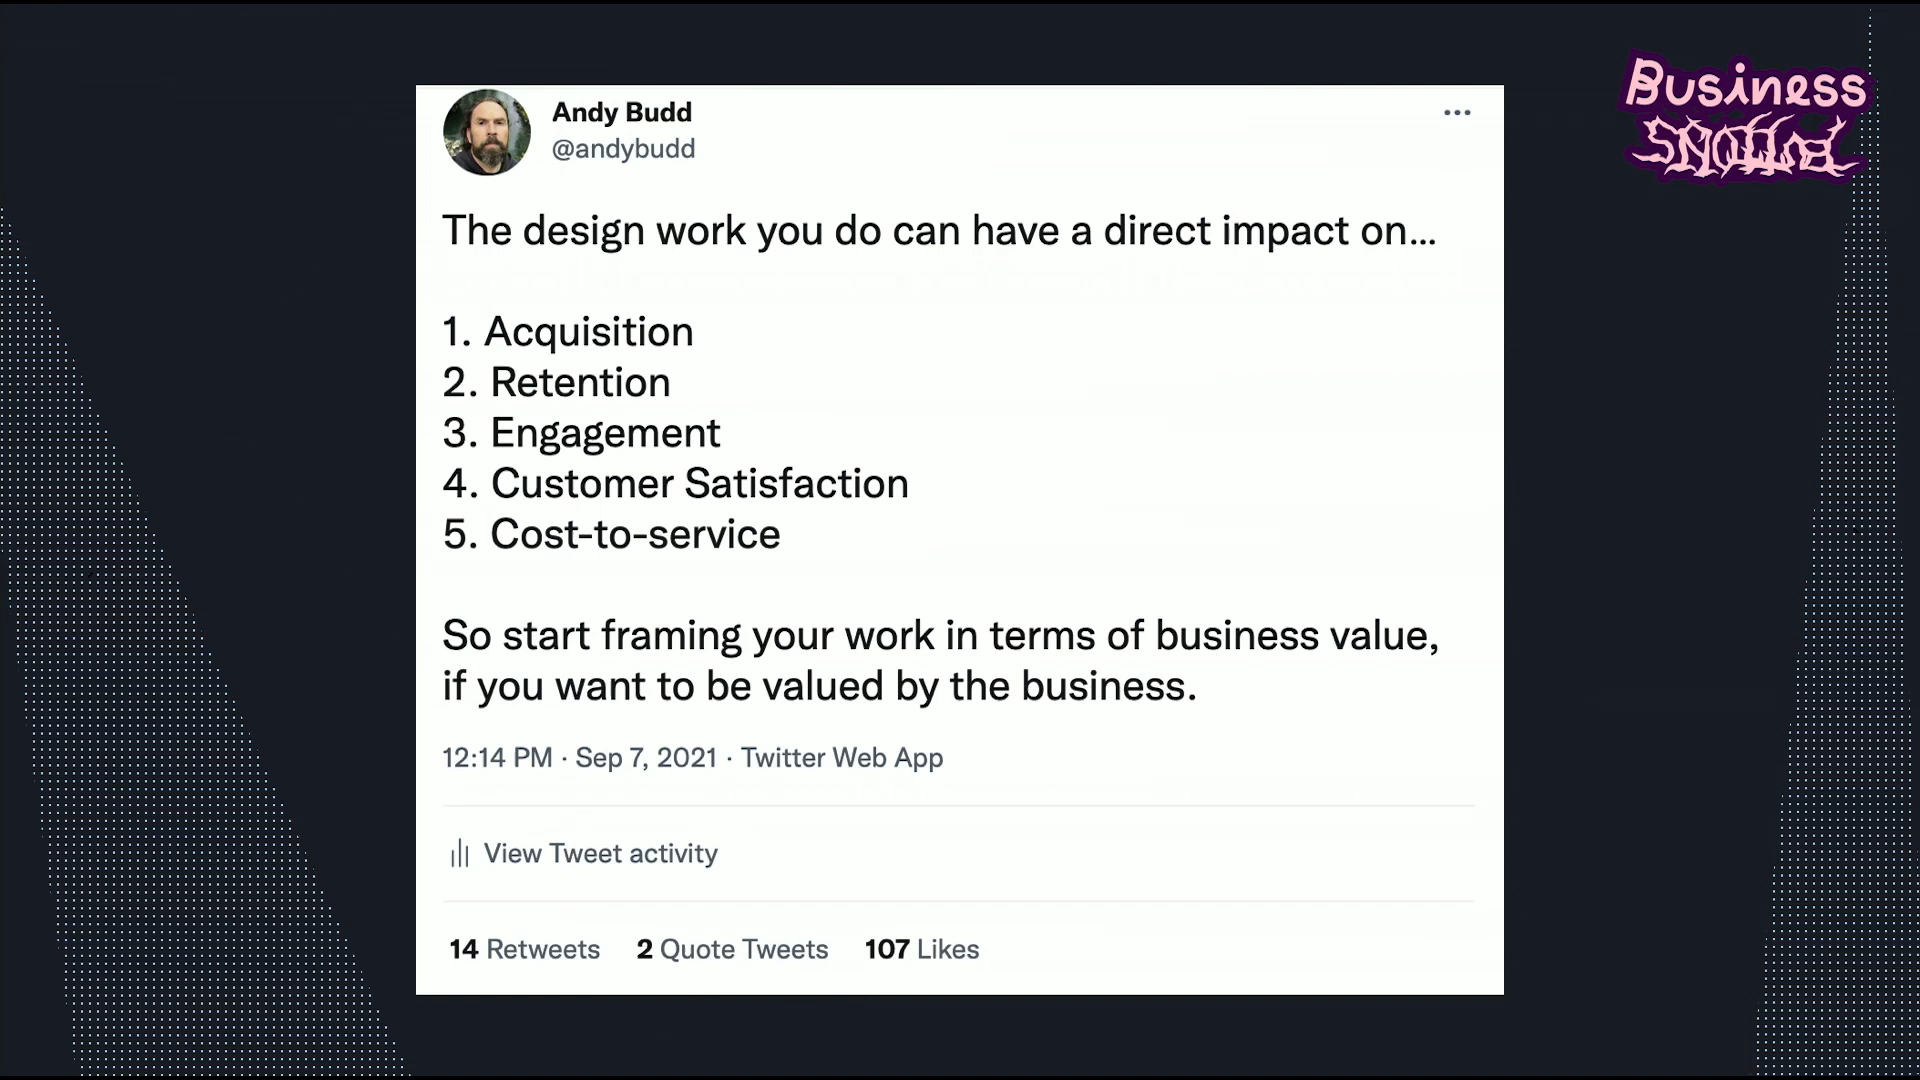 Business
Andy Budd
@andybudd
The design work you do can have a direct impact on...
1. Acquisition
2. Retention
3. Engagement
4. Customer Satisfaction
5. Cost-to-service
So start framing your work in terms of business value,
if you want to be valued by the business.
12:14 PM · Sep 7, 2021 · Twitter Web App
View Tweet activity
14 Retweets 2 Quote Tweets 107 Likes